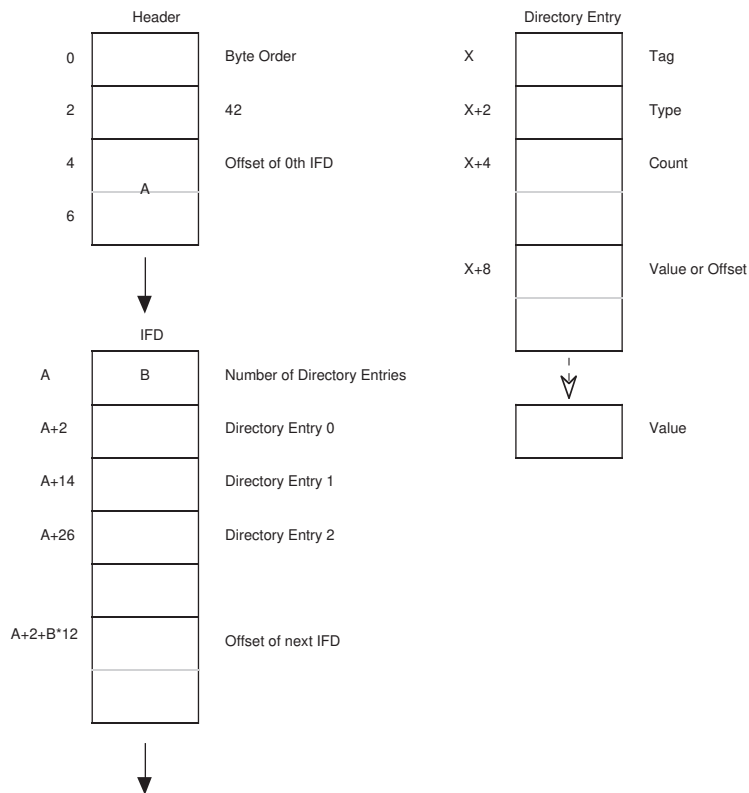 Header
0 Byte Order
2 42
4 Offset of 0th IFD
A
6
IFD
A B Number of Directory Entries
A+2 Directory Entry 0
A+14 Directory Entry 1
A+26 Directory Entry 2
A+2+B*12 Offset of next IFD
Directory Entry
X Tag
X+2 Type
X+4 Count
X+8 Value or Offset
Value